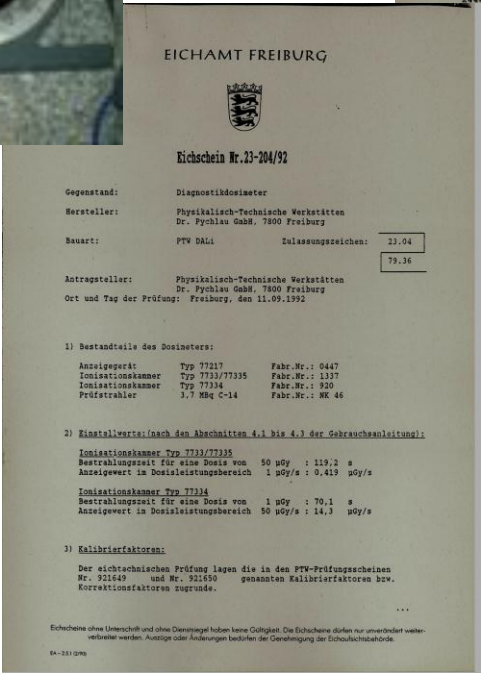 EICHAMT FREIBURG
Eichschein Nr.23-204/92
Gegenstand: Diagnostikdosimeter
Hersteller: Physikalisch-Technische Werkstätten
Dr. Pychlau GmbH, 7800 Freiburg
Bauart: PTW DALi Zulassungszeichen: 23.04
79.36
Antragsteller: Physikalisch-Technische Werkstätten
Dr. Pychlau GmbH, 7800 Freiburg
Ort und Tag der Prüfung: Freiburg, den 11.09.1992
1) Bestandteile des Dosimeters:
Anzeigegerät Typ 77217 Fabr.Nr.: 0447
Ionisationskammer Typ 7733/77335 Fabr.Nr.: 1337
Ionisationskammer Typ 77334 Fabr.Nr.: 920
Prüfstrahler 3,7 MBq C-14 Fabr.Nr.: NK 46
2) Einstellwerte:(nach den Abschnitten 4.1 bis 4.3 der Gebrauchsanleitung):
Ionisationskammer Typ 7733/77335
Bestrahlungszeit für eine Dosis von 50 µGy : 119,2 s
Anzeigewert im Dosisleistungsbereich 1 µGy/s : 0,419 µGy/s
Ionisationskammer Typ 77334
Bestrahlungszeit für eine Dosis von 1 µGy : 70,1 s
Anzeigewert im Dosisleistungsbereich 50 µGy/s : 14,3 µGy/s
3) Kalibrierfaktoren:
Der eichtechnischen Prüfung lagen die in den PTW-Prüfungsscheinen
Nr. 921649 und Nr. 921650 genannten Kalibrierfaktoren bzw.
Korrektionsfaktoren zugrunde.
...
Eichscheine ohne Unterschrift und ohne Dienstsiegel haben keine Gültigkeit. Die Eichscheine dürfen nur unverändert weiter-
verbreitet werden. Auszüge oder Änderungen bedürfen der Genehmigung der Eichaufsichtsbehörde.